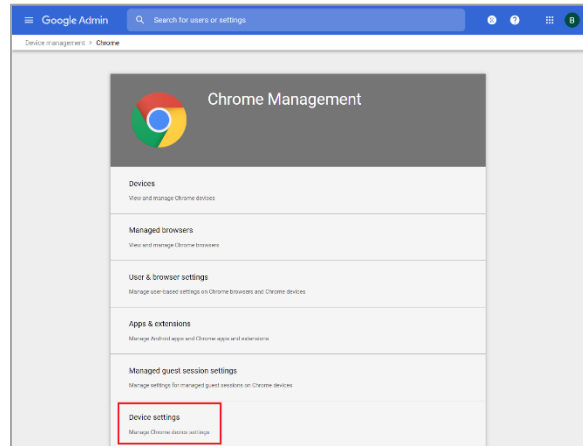 Google Admin
Search for users or settings
?
B
Device management > Chrome
Chrome Management
Devices
View and manage Chrome devices
Managed browsers
View and manage Chrome browsers
User & browser settings
Manage user-based settings on Chrome browsers and Chrome devices
Apps & extensions
Manage Android apps and Chrome apps and extensions
Managed guest session settings
Manage settings for managed guest sessions on Chrome devices
Device settings
Manage Chrome device settings